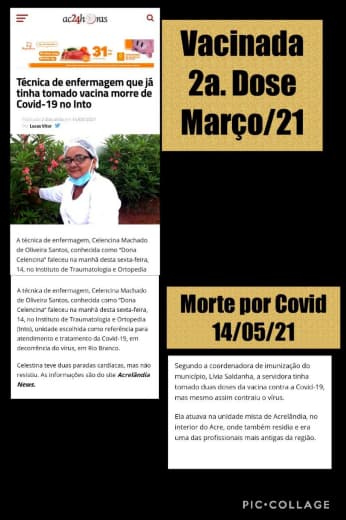 ac24horas
31
Técnica de enfermagem que já
tinha tomado vacina morre de
Covid-19 no Into
Por Lucas Vitor
A técnica de enfermagem, Celencina Machado
de Oliveira Santos, conhecida como “Dona
Celencina” faleceu na manhã desta sexta-feira,
14, no Instituto de Traumatologia e Ortopedia
A técnica de enfermagem, Celencina Machado
de Oliveira Santos, conhecida como “Dona
Celencina” faleceu na manhã desta sexta-feira,
14, no Instituto de Traumatologia e Ortopedia
(Into), unidade escolhida como referência para
atendimento e tratamento da Covid-19, em
decorrência do vírus, em Rio Branco.
Celestina teve duas paradas cardíacas, mas não
resistiu. As informações são do site Acrelândia
News.
Vacinada
2a. Dose
Março/21
Morte por Covid
14/05/21
Segundo a coordenadora de imunização do
município, Lívia Saldanha, a servidora tinha
tomado duas doses da vacina contra a Covid-19,
mas mesmo assim contraiu o vírus.
Ela atuava na unidade mista de Acrelândia, no
interior do Acre, onde também residia e era
uma das profissionais mais antigas da região.
PIC•COLLAGE